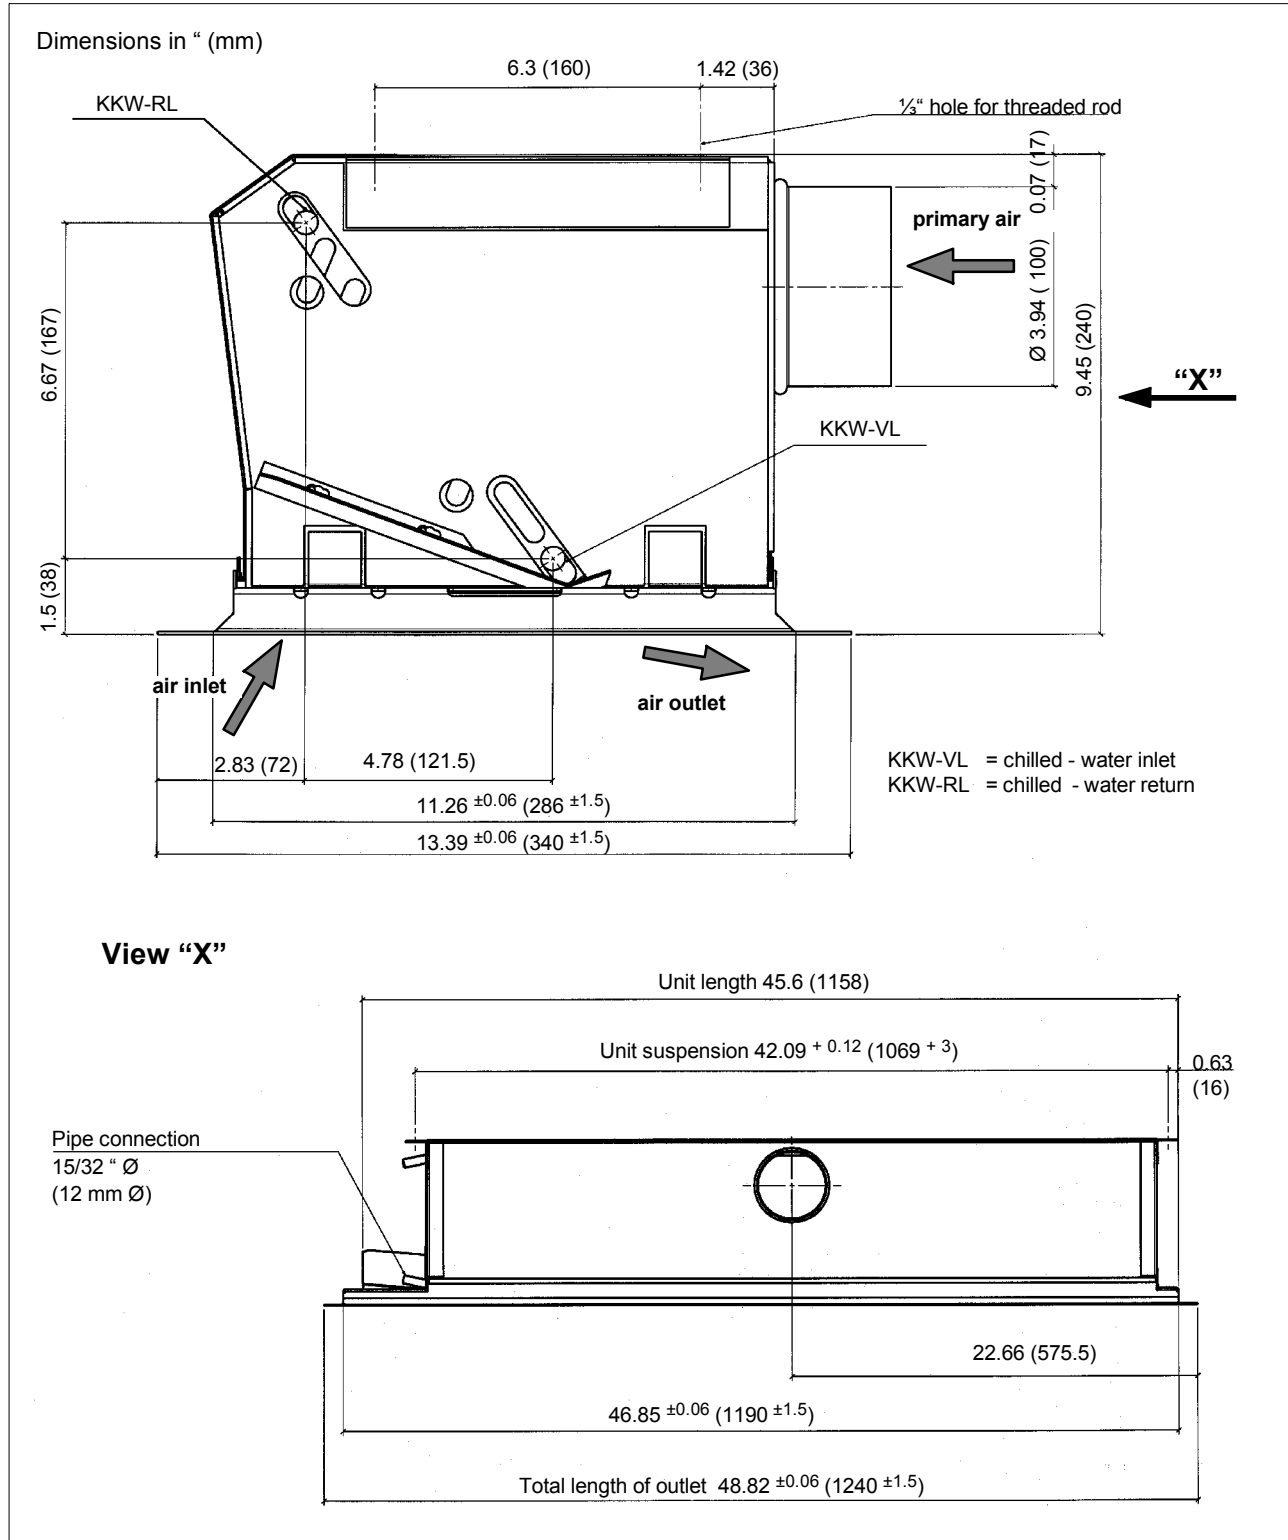 Dimensions in “ (mm)
6.3 (160)
1.42 (36)
KKW-RL
⅓“ hole for threaded rod
0.07 (17)
primary air
Ø 3.94 ( 100)
9.45 (240)
“X”
6.67 (167)
KKW-VL
1.5 (38)
air inlet
air outlet
2.83 (72)
4.78 (121.5)
KKW-VL = chilled - water inlet
KKW-RL = chilled - water return
11.26 ±0.06 (286 ±1.5)
13.39 ±0.06 (340 ±1.5)
View “X”
Unit length 45.6 (1158)
Unit suspension 42.09 + 0.12 (1069 + 3)
0.63
(16)
Pipe connection
15/32 “ Ø
(12 mm Ø)
22.66 (575.5)
46.85 ±0.06 (1190 ±1.5)
Total length of outlet 48.82 ±0.06 (1240 ±1.5)